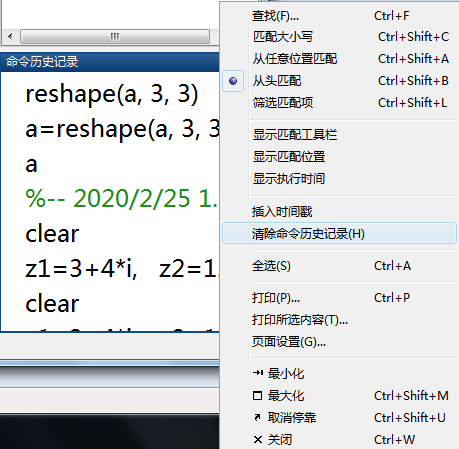 查找(F)... Ctrl+F
匹配大小写 Ctrl+Shift+C
从任意位置匹配 Ctrl+Shift+A
从头匹配 Ctrl+Shift+B
筛选匹配项 Ctrl+Shift+L
显示匹配工具栏
显示匹配位置
显示执行时间
插入时间戳
清除命令历史记录(H)
全选(S) Ctrl+A
打印(P)... Ctrl+P
打印所选内容(T)...
页面设置(G)...
最小化
最大化 Ctrl+Shift+M
取消停靠 Ctrl+Shift+U
关闭 Ctrl+W
命令历史记录
reshape(a, 3, 3)
a=reshape(a, 3, 3
a
%-- 2020/2/25 1.
clear
z1=3+4*i, z2=1
clear